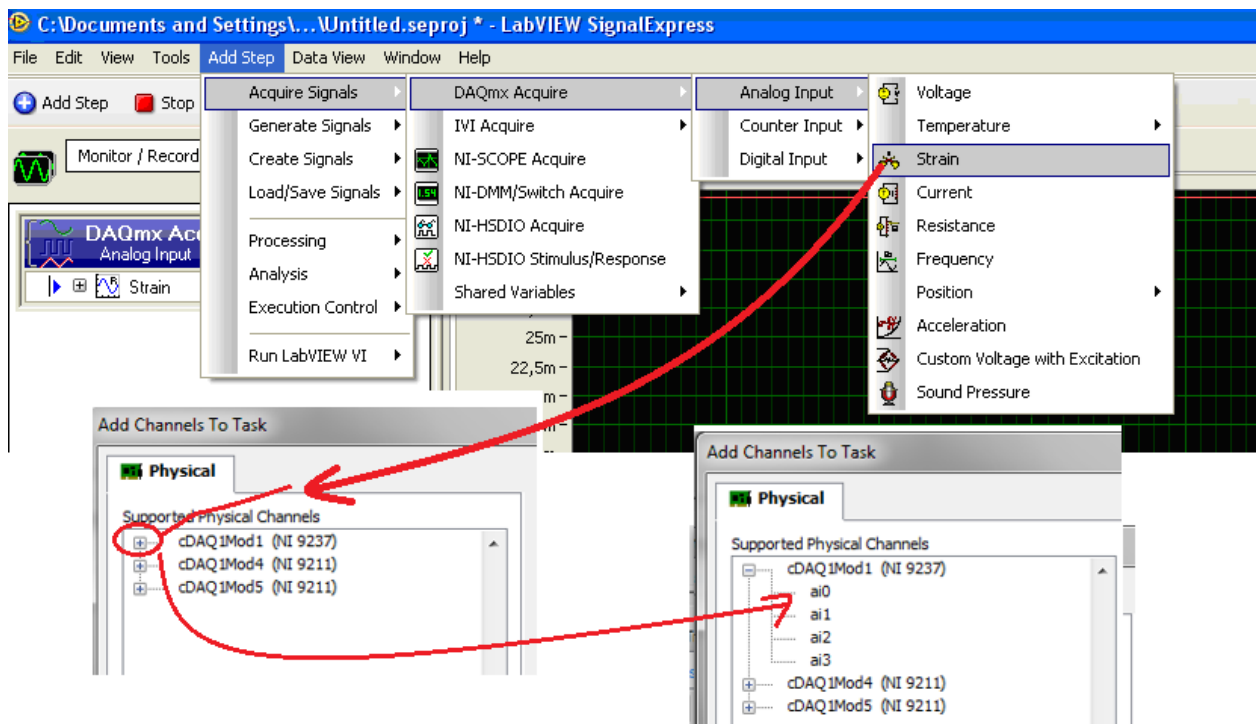 C:\Documents and Settings\...\Untitled.seproj * - LabVIEW SignalExpress
File Edit View Tools Add Step Data View Window Help
Add Step Stop
Monitor / Record
DAQmx Acq
Analog Input
Strain
Acquire Signals
Generate Signals
Create Signals
Load/Save Signals
Processing
Analysis
Execution Control
Run LabVIEW VI
DAQmx Acquire
IVI Acquire
NI-SCOPE Acquire
NI-DMM/Switch Acquire
NI-HSDIO Acquire
NI-HSDIO Stimulus/Response
Shared Variables
Analog Input
Counter Input
Digital Input
Voltage
Temperature
Strain
Current
Resistance
Frequency
Position
Acceleration
Custom Voltage with Excitation
Sound Pressure
25m
22,5m
Add Channels To Task
Physical
Supported Physical Channels
cDAQ1Mod1 (NI 9237)
cDAQ1Mod4 (NI 9211)
cDAQ1Mod5 (NI 9211)
Add Channels To Task
Physical
Supported Physical Channels
cDAQ1Mod1 (NI 9237)
ai0
ai1
ai2
ai3
cDAQ1Mod4 (NI 9211)
cDAQ1Mod5 (NI 9211)